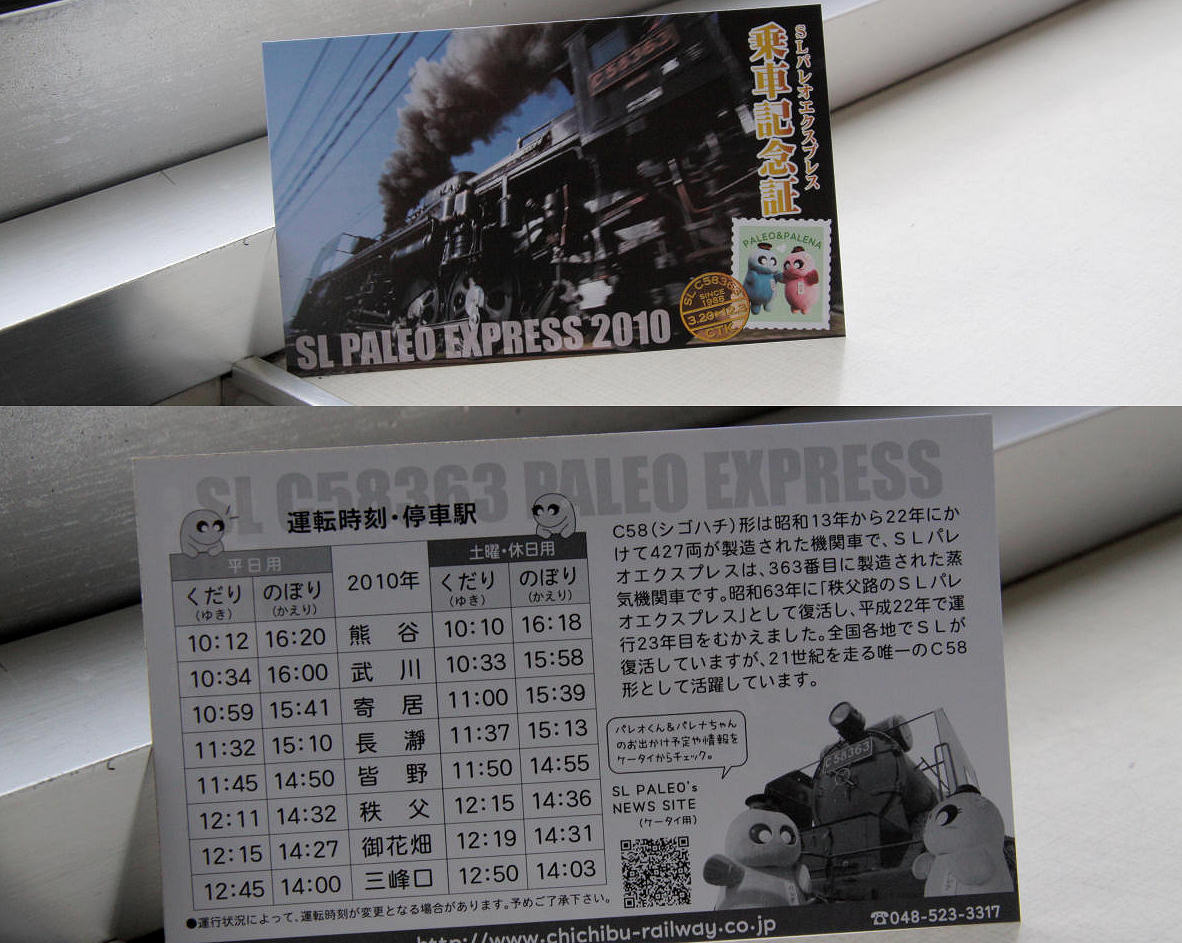 SLパレオエクスプレス
乗車記念証
C58363
PALEO&PALENA
SL C58363
SINCE
1988
CTK
SL PALEO EXPRESS 2010
SL C58363 PALEO EXPRESS
運転時刻・停車駅
平日用 土曜・休日用
くだり のぼり 2010年 くだり のぼり
(ゆき) (かえり) (ゆき) (かえり)
10:12 16:20 熊谷 10:10 16:18
10:34 16:00 武川 10:33 15:58
10:59 15:41 寄居 11:00 15:39
11:32 15:10 長瀞 11:37 15:13
11:45 14:50 皆野 11:50 14:55
12:11 14:32 秩父 12:15 14:36
12:15 14:27 御花畑 12:19 14:31
12:45 14:00 三峰口 12:50 14:03
●運行状況によって、運転時刻が変更となる場合があります。予めご了承下さい。
C58(シゴハチ)形は昭和13年から22年にか
けて427両が製造された機関車で、SLパレ
オエクスプレスは、363番目に製造された蒸
気機関車です。昭和63年に「秩父路のSLパレ
オエクスプレス」として復活し、平成22年で運
行23年目をむかえました。全国各地でSLが
復活していますが、21世紀を走る唯一のC58
形として活躍しています。
パレオくん&パレナちゃん
のお出かけ予定や情報を
ケータイからチェック。
SL PALEO's
NEWS SITE
(ケータイ用)
C58363
http://www.chichibu-railway.co.jp
☎048-523-3317